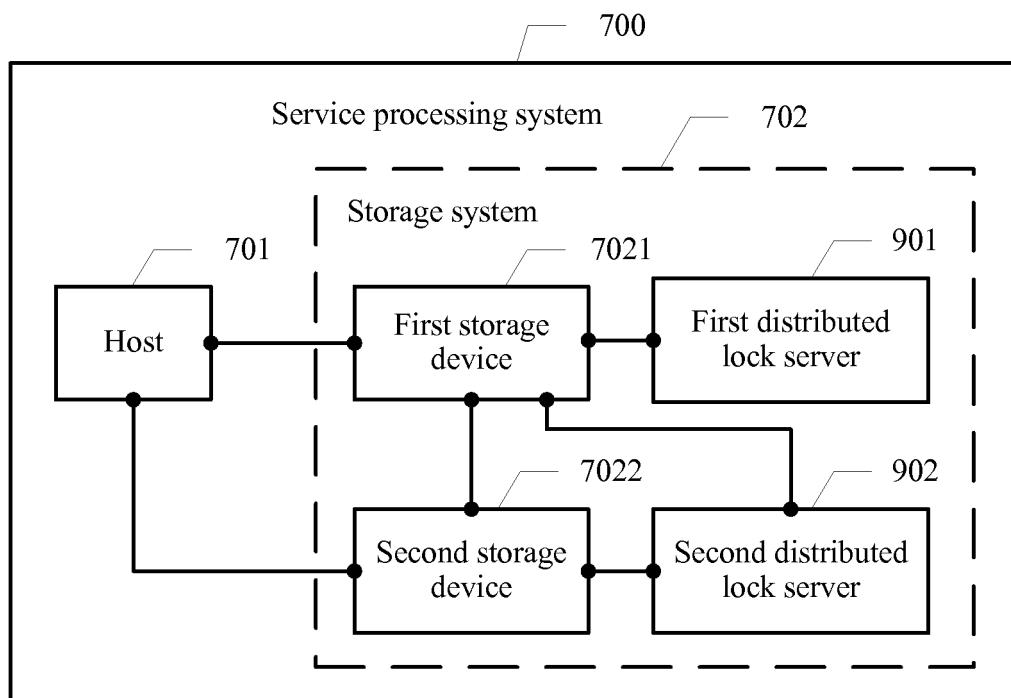 700
Service processing system
702
Storage system
701
7021
901
Host
First storage
device
First distributed
lock server
7022
902
Second storage
device
Second distributed
lock server